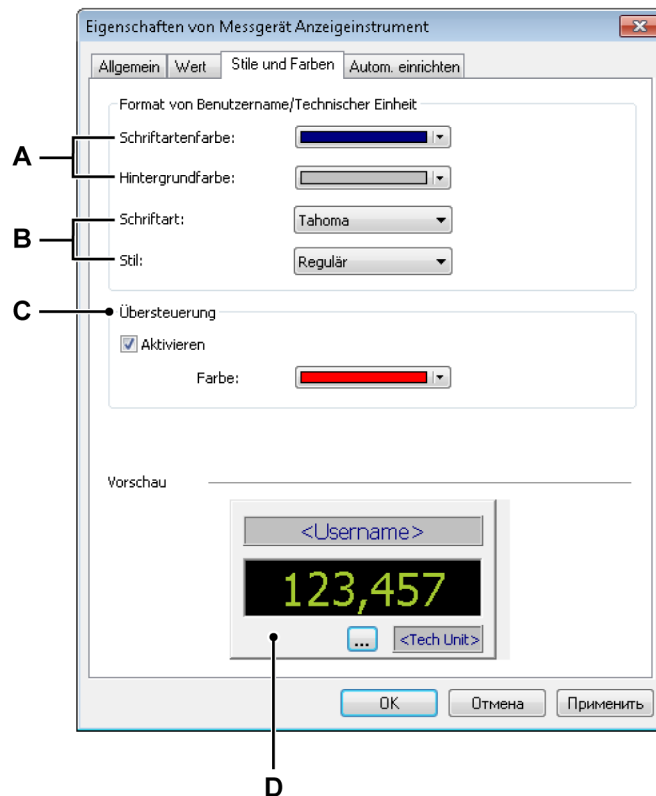 Eigenschaften von Messgerät Anzeigeinstrument
Allgemein Wert Stile und Farben Autom. einrichten
Format von Benutzername/Technischer Einheit
A
Schriftartenfarbe:
Hintergrundfarbe:
B
Schriftart: Tahoma
Stil: Regulär
C
Übersteuerung
Aktivieren
Farbe:
Vorschau
<Username>
123,457
... <Tech Unit>
OK Отмена Применить
D